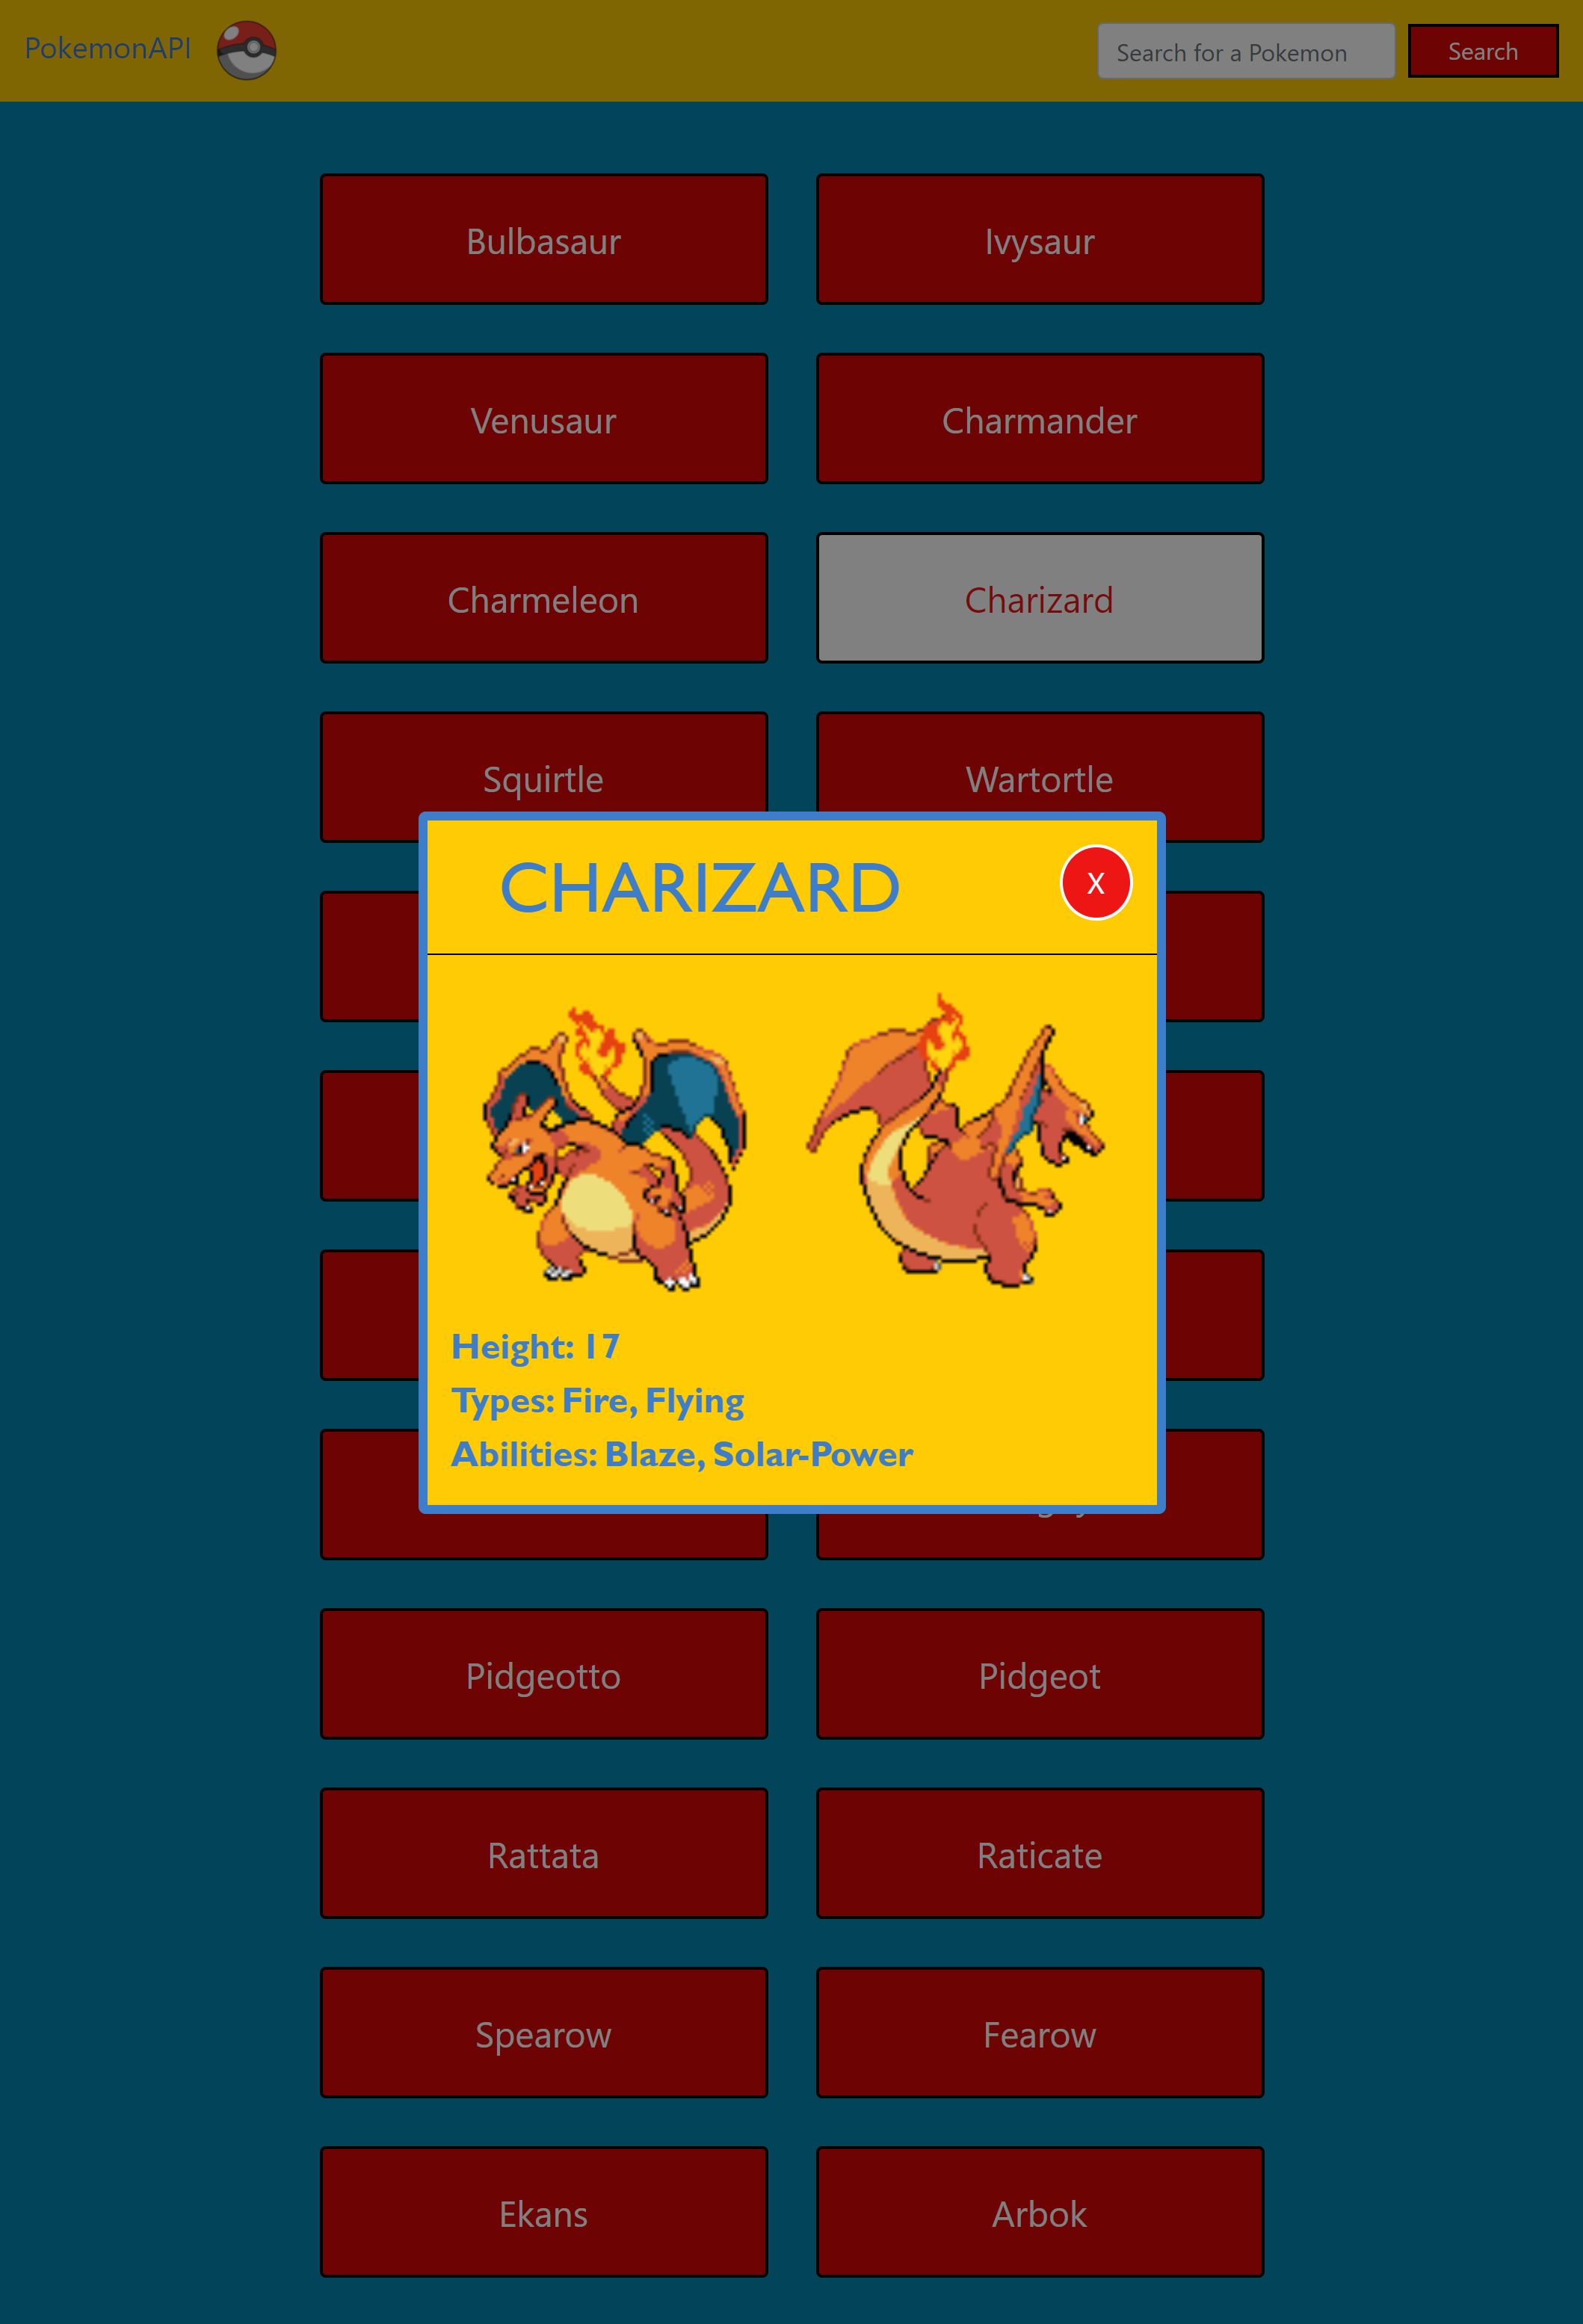 PokemonAPI
Search for a Pokemon
Search
Bulbasaur
Ivysaur
Venusaur
Charmander
Charmeleon
Charizard
Squirtle
Wartortle
CHARIZARD
X
Height: 17
Types: Fire, Flying
Abilities: Blaze, Solar-Power
Pidgeotto
Pidgeot
Rattata
Raticate
Spearow
Fearow
Ekans
Arbok